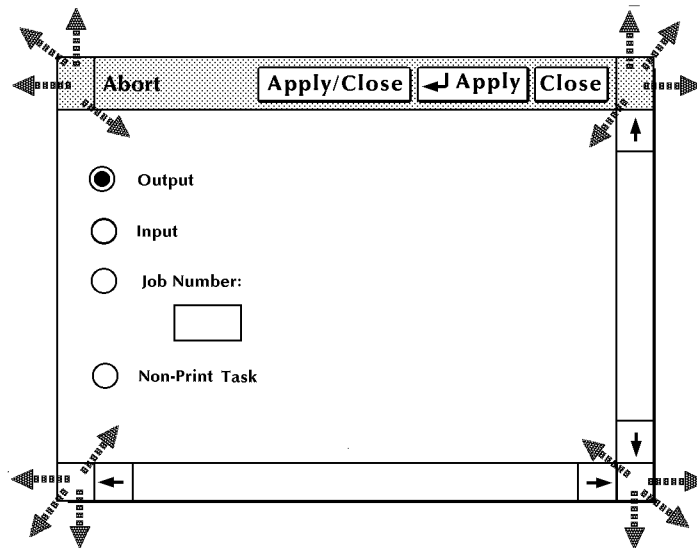 Abort Apply/Close Apply Close
Output
Input
Job Number:
Non-Print Task